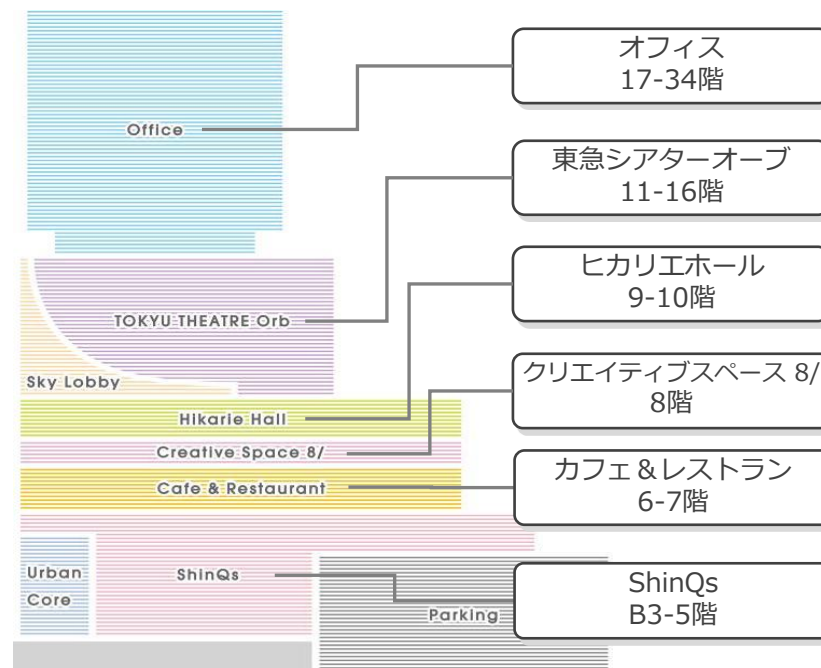 オフィス
17-34階
Office
東急シアターオーブ
11-16階
ヒカリエホール
9-10階
TOKYU THEATRE Orb
Sky Lobby
クリエイティブスペース 8/
8階
Hikarie Hall
Creative Space 8/
カフェ＆レストラン
6-7階
Cafe & Restaurant
Urban
Core
ShinQs
ShinQs
B3-5階
Parking